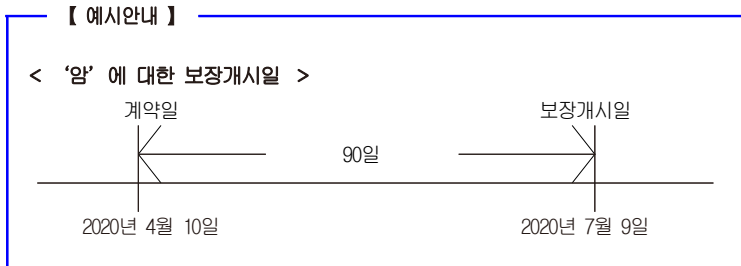 【 예시안내 】
< ‘암’ 에 대한 보장개시일 >
계약일 보장개시일
90일
2020년 4월 10일 2020년 7월 9일